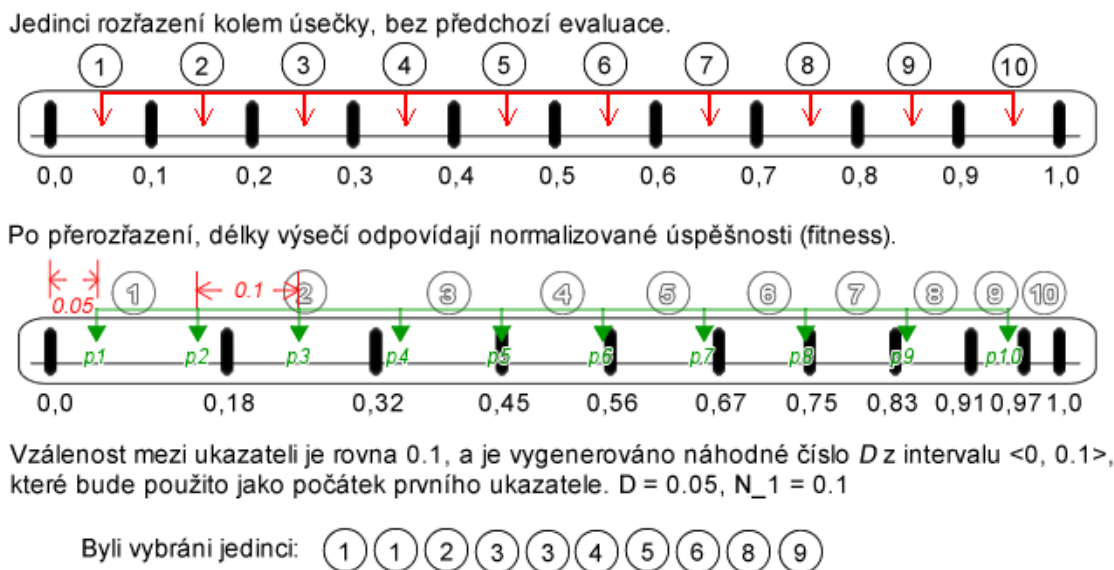 Jedinci rozřazení kolem úsečky, bez předchozí evaluace.
1 2 3 4 5 6 7 8 9 10
0,0 0,1 0,2 0,3 0,4 0,5 0,6 0,7 0,8 0,9 1,0
Po přerozřazení, délky výsečí odpovídají normalizované úspěšnosti (fitness).
0.05 1 0.1 2 3 4 5 6 7 8 9 10
p1 p2 p3 p4 p5 p6 p7 p8 p9 p10
0,0 0,18 0,32 0,45 0,56 0,67 0,75 0,83 0,91 0,97 1,0
Vzálenost mezi ukazateli je rovna 0.1, a je vygenerováno náhodné číslo D z intervalu <0, 0.1>,
které bude použito jako počátek prvního ukazatele. D = 0.05, N_1 = 0.1
Byli vybráni jedinci: 1 1 2 3 3 4 5 6 8 9